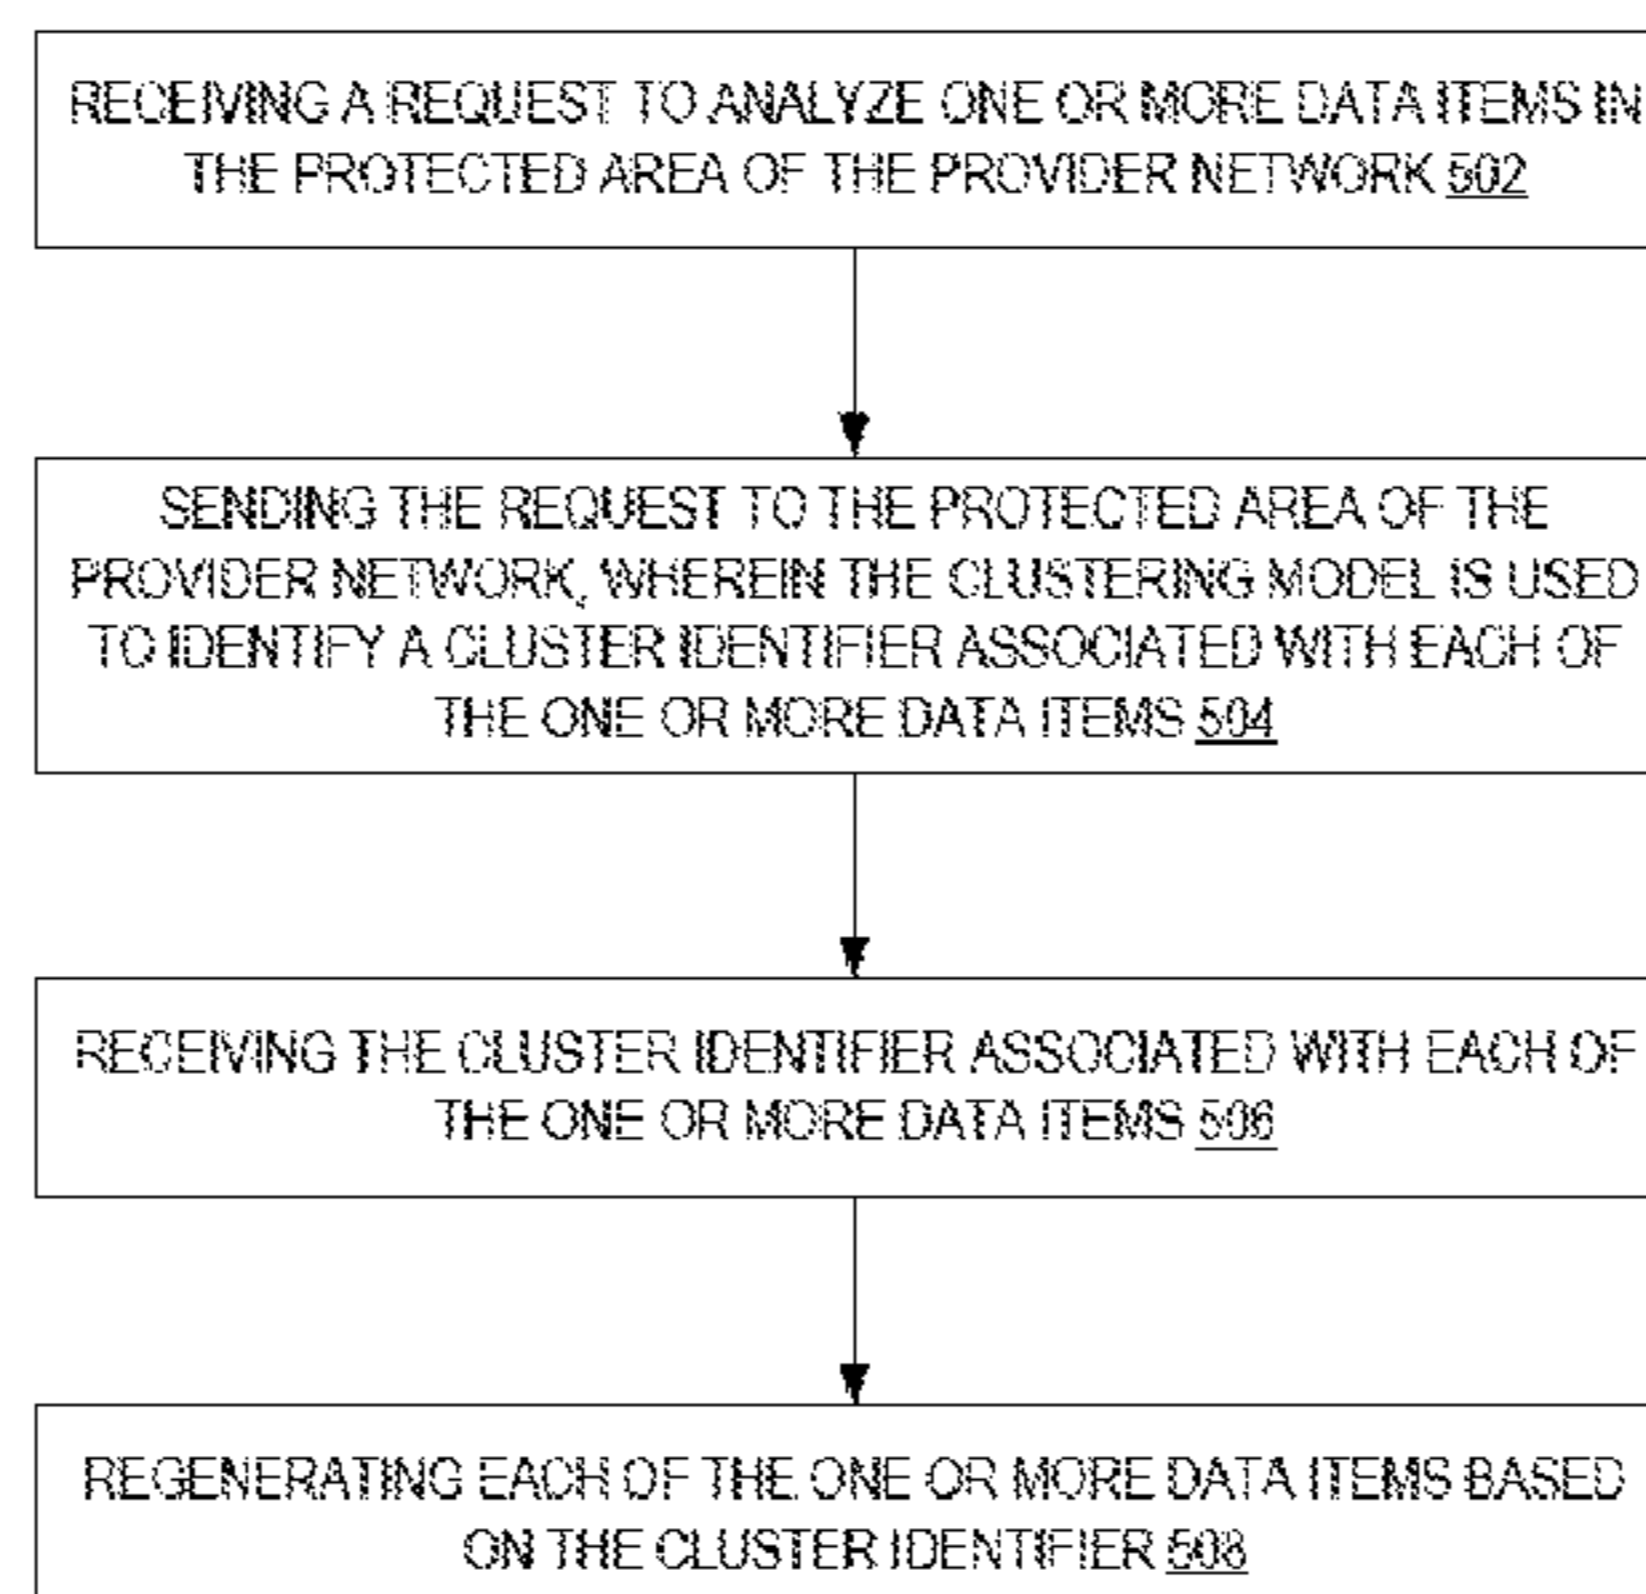 RECEIVING A REQUEST TO ANALYZE ONE OR MORE DATA ITEMS IN
THE PROTECTED AREA OF THE PROVIDER NETWORK 502
SENDING THE REQUEST TO THE PROTECTED AREA OF THE
PROVIDER NETWORK, WHEREIN THE CLUSTERING MODEL IS USED
TO IDENTIFY A CLUSTER IDENTIFIER ASSOCIATED WITH EACH OF
THE ONE OR MORE DATA ITEMS 504
RECEIVING THE CLUSTER IDENTIFIER ASSOCIATED WITH EACH OF
THE ONE OR MORE DATA ITEMS 506
REGENERATING EACH OF THE ONE OR MORE DATA ITEMS BASED
ON THE CLUSTER IDENTIFIER 508